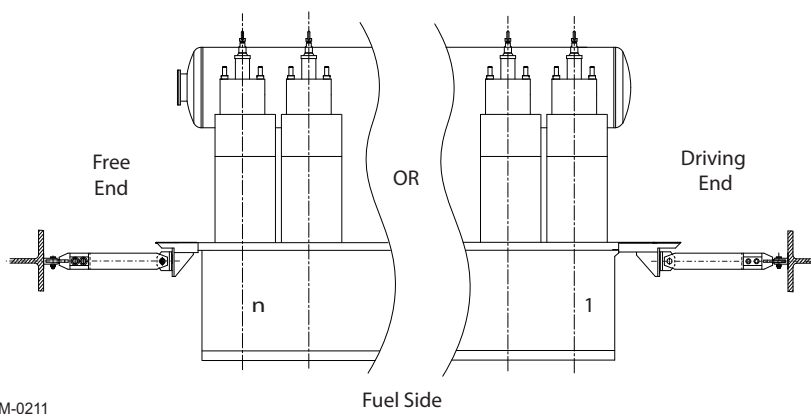 Free
End
OR
Driving
End
n
1
Fuel Side
M-0211